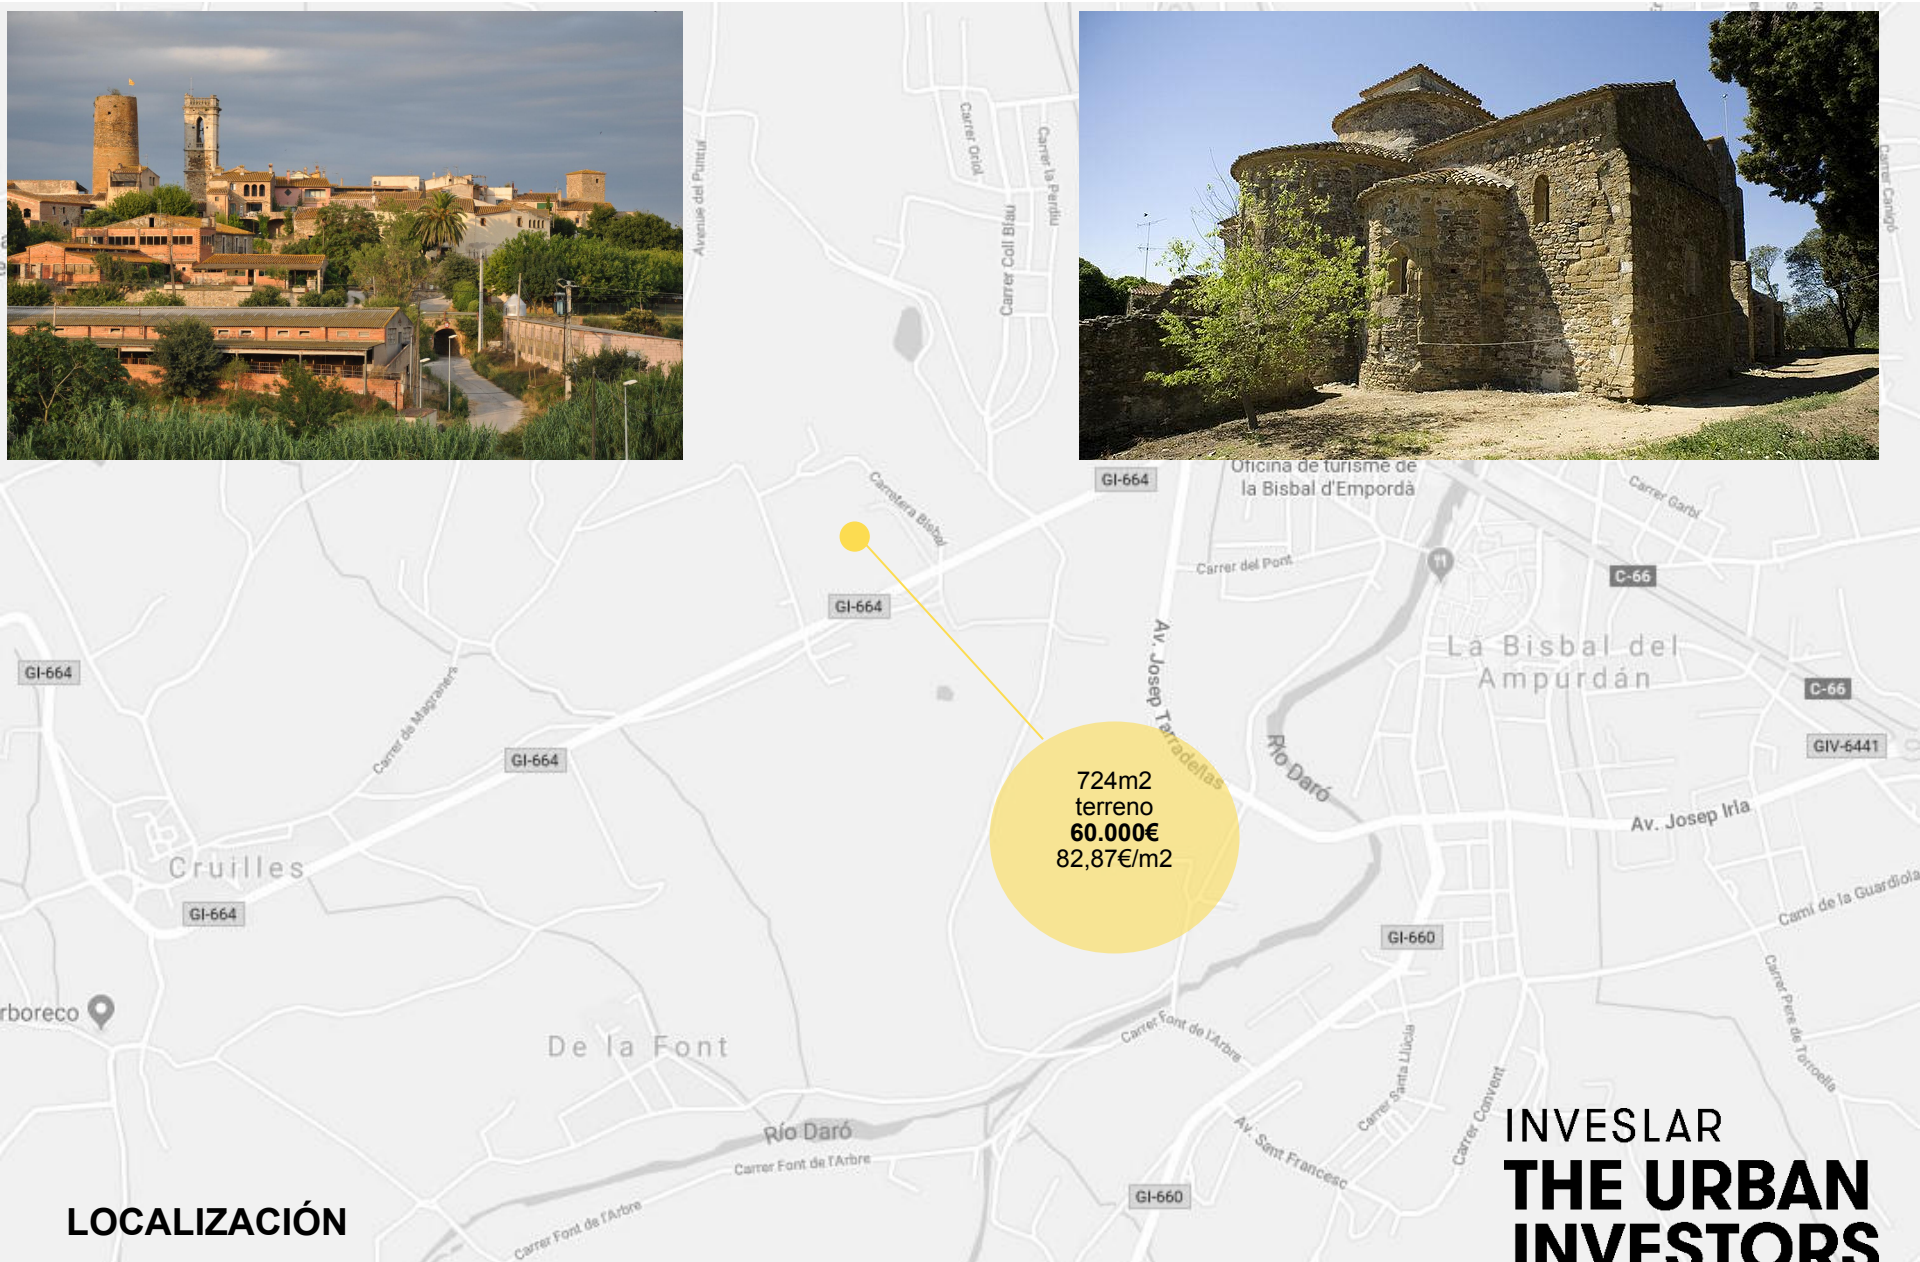 Avenue del Puntui
Carrer Oriol
Carrer la Perdiu
Carrer Coll Blau
Carrer Canigó
Oficina de turisme de
la Bisbal d'Empordà
GI-664
Carretera Bisbal
Carrer Garbí
Carrer del Pont
C-66
GI-664
La Bisbal del
Ampurdán
GI-664
Av. Josep Tarradellas
C-66
Carrer de Magraners
GI-664
Río Daró
GIV-6441
724m2
terreno
60.000€
82,87€/m2
Av. Josep Irla
Cruilles
GI-664
Camí de la Guardiola
GI-660
rboreco
De la Font
Carrer Font de l'Arbre
Carrer Pere de Torroella
Carrer Santa Llúcia
Carrer Convent
Río Daró
Carrer Font de l'Arbre
Av. Sant Francesc
GI-660
Carrer Font de l'Arbre
LOCALIZACIÓN
INVESLAR
THE URBAN
INVESTORS